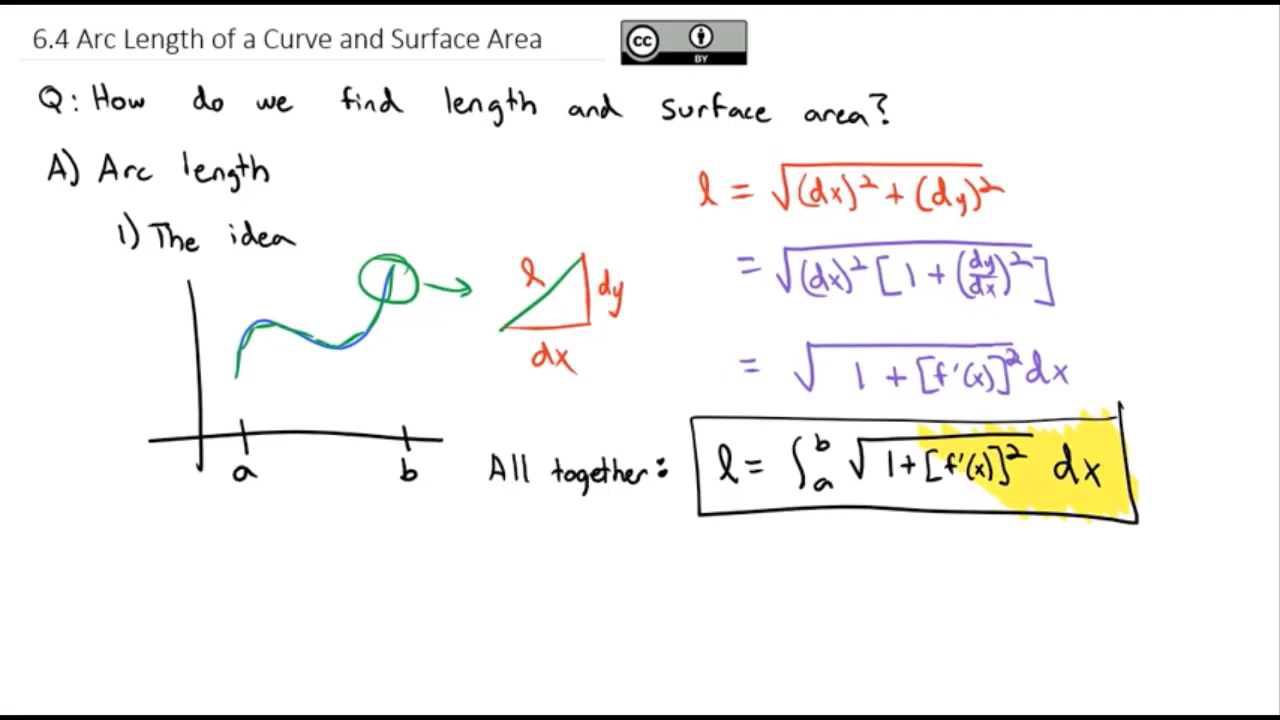 6.4 Arc Length of a Curve and Surface Area
cc BY
Q: How do we find length and surface area?
A) Arc length
1) The idea
l dy
dx
a b
l = √(dx)² + (dy)²
= √(dx)² [1 + (dy/dx)²]
= √1 + [f'(x)]² dx
All together: l = ∫ₐᵇ √1 + [f'(x)]² dx